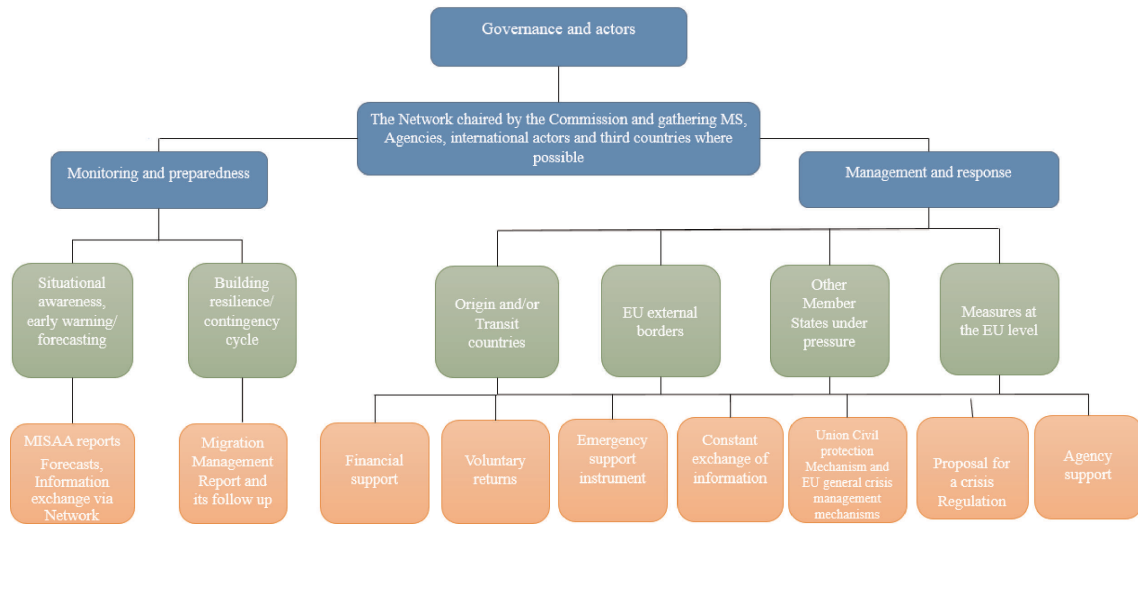 Governance and actors
The Network chaired by the Commission and gathering MS,
Agencies, international actors and third countries where
possible
Monitoring and preparedness
Management and response
Situational
awareness,
early warning/
forecasting
Building
resilience/
contingency
cycle
Origin and/or
Transit
countries
EU external
borders
Other
Member
States under
pressure
Measures at
the EU level
MISAA reports
Forecasts,
Information
exchange via
Network
Migration
Management
Report and
its follow up
Financial
support
Voluntary
returns
Emergency
support
instrument
Constant
exchange of
information
Union Civil
protection
Mechanism and
EU general crisis
management
mechanisms
Proposal for
a crisis
Regulation
Agency
support